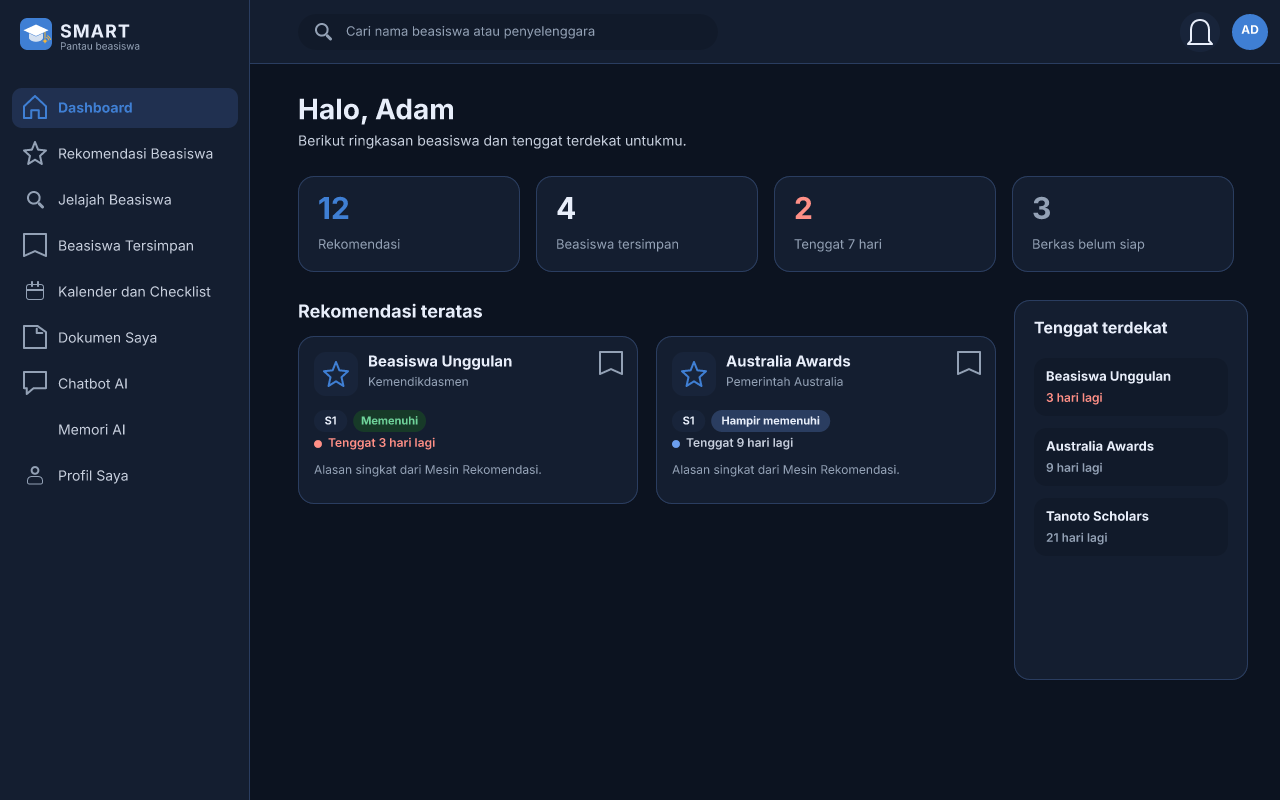 SMART
Pantau beasiswa
Cari nama beasiswa atau penyelenggara
AD
Dashboard
Rekomendasi Beasiswa
Jelajah Beasiswa
Beasiswa Tersimpan
Kalender dan Checklist
Dokumen Saya
Chatbot AI
Memori AI
Profil Saya
Halo, Adam
Berikut ringkasan beasiswa dan tenggat terdekat untukmu.
12
Rekomendasi
4
Beasiswa tersimpan
2
Tenggat 7 hari
3
Berkas belum siap
Rekomendasi teratas
Beasiswa Unggulan
Kemendikdasmen
S1 Memenuhi
Tenggat 3 hari lagi
Alasan singkat dari Mesin Rekomendasi.
Australia Awards
Pemerintah Australia
S1 Hampir memenuhi
Tenggat 9 hari lagi
Alasan singkat dari Mesin Rekomendasi.
Tenggat terdekat
Beasiswa Unggulan
3 hari lagi
Australia Awards
9 hari lagi
Tanoto Scholars
21 hari lagi